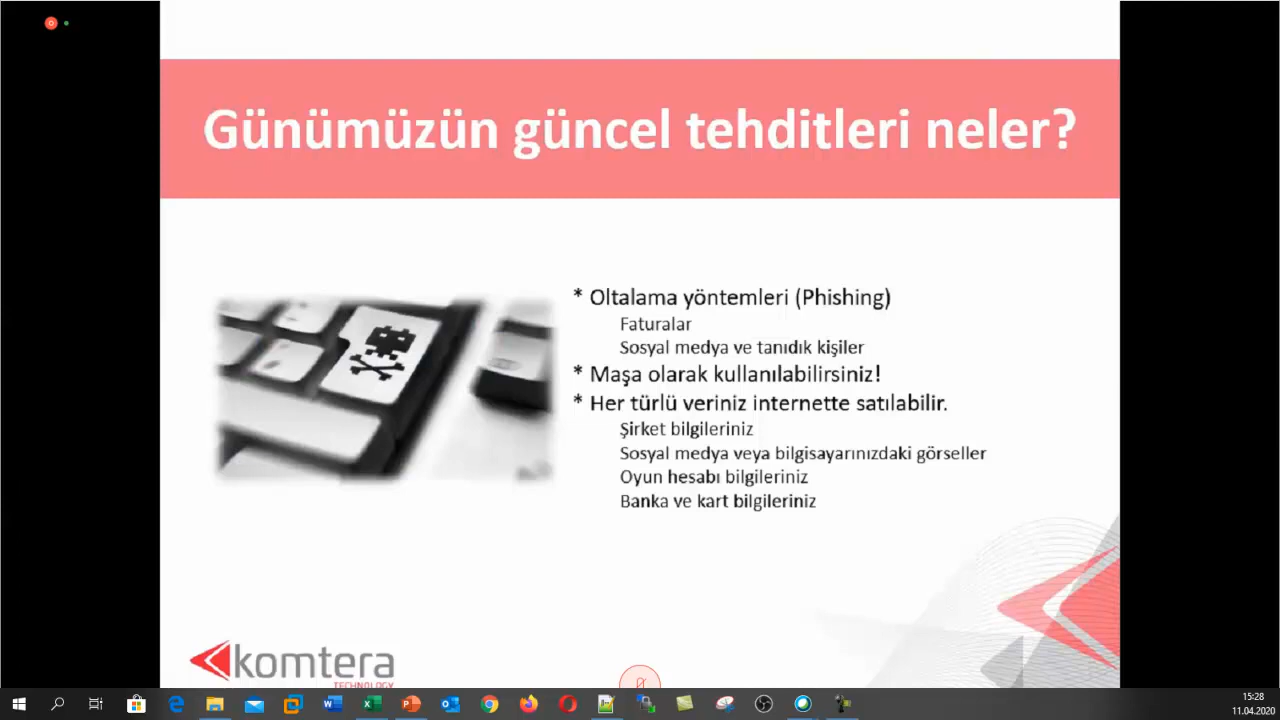 Günümüzün güncel tehditleri neler?
* Oltalama yöntemleri (Phishing)
Faturalar
Sosyal medya ve tanıdık kişiler
* Maşa olarak kullanılabilirsiniz!
* Her türlü veriniz internette satılabilir.
Şirket bilgileriniz
Sosyal medya veya bilgisayarınızdaki görseller
Oyun hesabı bilgileriniz
Banka ve kart bilgileriniz
komtera
TECHNOLOGY
15:28
11.04.2020